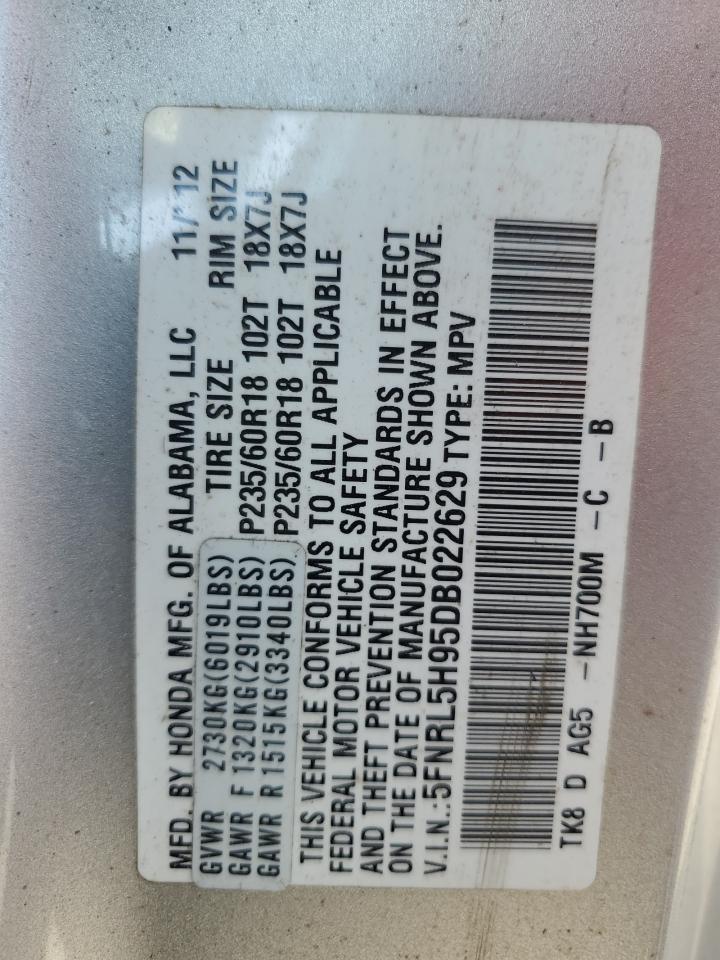 MFD. BY HONDA MFG. OF ALABAMA, LLC 11/12
GVWR 2730KG(6019LBS) TIRE SIZE RIM SIZE
GAWR F 1320KG(2910LBS) P235/60R18 102T 18X7J
GAWR R 1515KG(3340LBS) P235/60R18 102T 18X7J
THIS VEHICLE CONFORMS TO ALL APPLICABLE
FEDERAL MOTOR VEHICLE SAFETY
AND THEFT PREVENTION STANDARDS IN EFFECT
ON THE DATE OF MANUFACTURE SHOWN ABOVE.
V.I.N.:5FNRL5H95DB022629 TYPE: MPV
TK8 D AG5 -NH700M -C -B